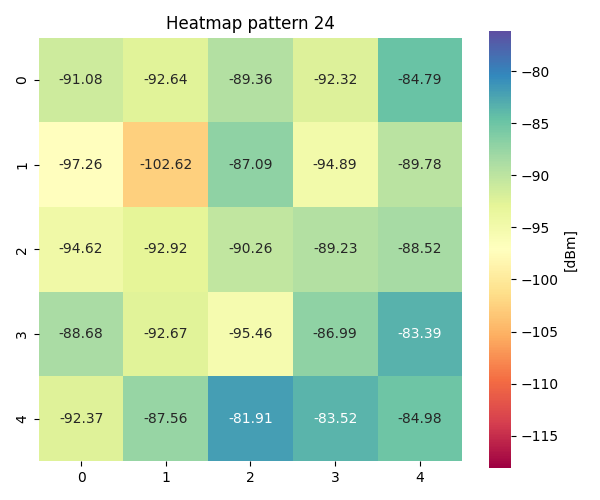 Heatmap pattern 24
0 -91.08 -92.64 -89.36 -92.32 -84.79
1 -97.26 -102.62 -87.09 -94.89 -89.78
2 -94.62 -92.92 -90.26 -89.23 -88.52
3 -88.68 -92.67 -95.46 -86.99 -83.39
4 -92.37 -87.56 -81.91 -83.52 -84.98
0 1 2 3 4
−80
−85
−90
−95
−100
−105
−110
−115
[dBm]